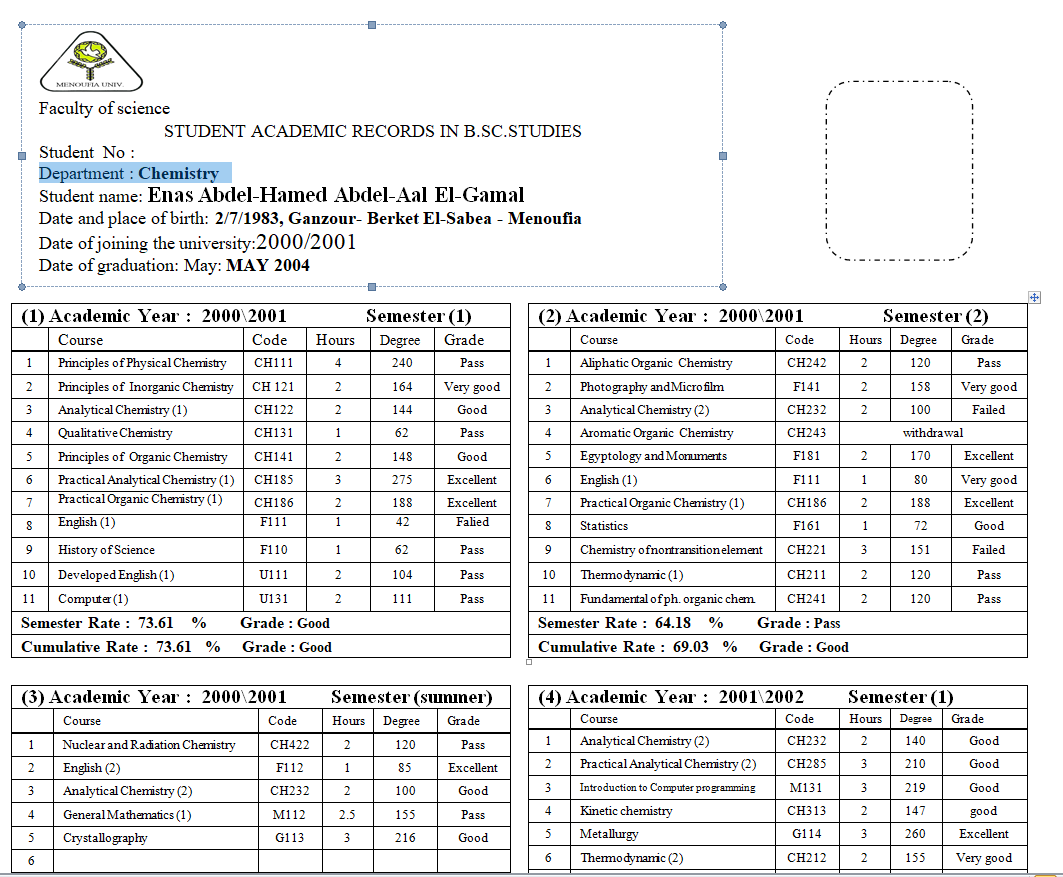 MENOUFIA UNIV.
Faculty of science
STUDENT ACADEMIC RECORDS IN B.SC.STUDIES
Student No :
Department : Chemistry
Student name: Enas Abdel-Hamed Abdel-Aal El-Gamal
Date and place of birth: 2/7/1983, Ganzour- Berket El-Sabea - Menoufia
Date of joining the university:2000/2001
Date of graduation: May: MAY 2004
(1) Academic Year : 2000\2001 Semester (1)
Course Code Hours Degree Grade
1 Principles of Physical Chemistry CH111 4 240 Pass
2 Principles of Inorganic Chemistry CH 121 2 164 Very good
3 Analytical Chemistry (1) CH122 2 144 Good
4 Qualitative Chemistry CH131 1 62 Pass
5 Principles of Organic Chemistry CH141 2 148 Good
6 Practical Analytical Chemistry (1) CH185 3 275 Excellent
7 Practical Organic Chemistry (1) CH186 2 188 Excellent
8 English (1) F111 1 42 Falied
9 History of Science F110 1 62 Pass
10 Developed English (1) U111 2 104 Pass
11 Computer (1) U131 2 111 Pass
Semester Rate : 73.61 % Grade : Good
Cumulative Rate : 73.61 % Grade : Good
(2) Academic Year : 2000\2001 Semester (2)
Course Code Hours Degree Grade
1 Aliphatic Organic Chemistry CH242 2 120 Pass
2 Photography and Microfilm F141 2 158 Very good
3 Analytical Chemistry (2) CH232 2 100 Failed
4 Aromatic Organic Chemistry CH243 withdrawal
5 Egyptology and Monuments F181 2 170 Excellent
6 English (1) F111 1 80 Very good
7 Practical Organic Chemistry (1) CH186 2 188 Excellent
8 Statistics F161 1 72 Good
9 Chemistry of nontransition element CH221 3 151 Failed
10 Thermodynamic (1) CH211 2 120 Pass
11 Fundamental of ph. organic chem. CH241 2 120 Pass
Semester Rate : 64.18 % Grade : Pass
Cumulative Rate : 69.03 % Grade : Good
(3) Academic Year : 2000\2001 Semester (summer)
Course Code Hours Degree Grade
1 Nuclear and Radiation Chemistry CH422 2 120 Pass
2 English (2) F112 1 85 Excellent
3 Analytical Chemistry (2) CH232 2 100 Good
4 General Mathematics (1) M112 2.5 155 Pass
5 Crystallography G113 3 216 Good
6
(4) Academic Year : 2001\2002 Semester (1)
Course Code Hours Degree Grade
1 Analytical Chemistry (2) CH232 2 140 Good
2 Practical Analytical Chemistry (2) CH285 3 210 Good
3 Introduction to Computer programming M131 3 219 Good
4 Kinetic chemistry CH313 2 147 good
5 Metallurgy G114 3 260 Excellent
6 Thermodynamic (2) CH212 2 155 Very good